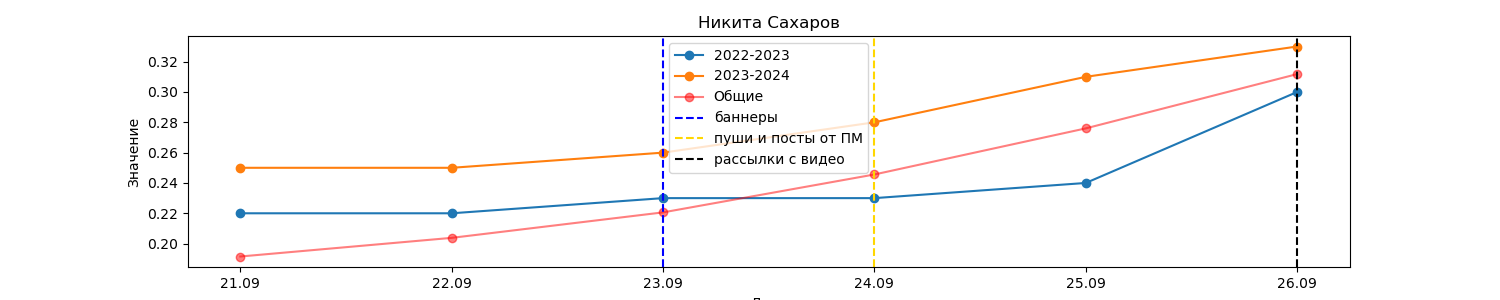 Никита Сахаров
2022-2023
2023-2024
Общие
баннеры
пуши и посты от ПМ
рассылки с видео
Значение
0.32
0.30
0.28
0.26
0.24
0.22
0.20
21.09
22.09
23.09
24.09
25.09
26.09